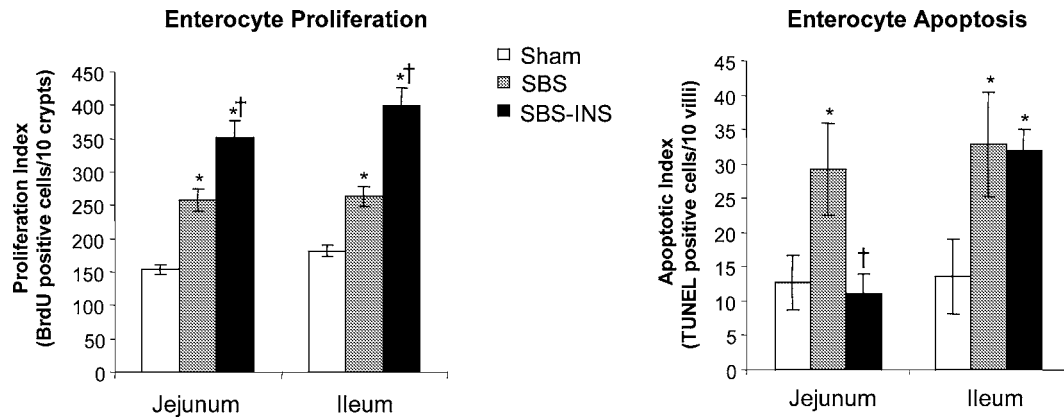 Enterocyte Proliferation
Proliferation Index
(BrdU positive cells/10 crypts)
450
400
350
300
250
200
150
100
50
0
*
*†
*
*†
Jejunum
Ileum
Sham
SBS
SBS-INS
Enterocyte Apoptosis
Apoptotic Index
(TUNEL positive cells/10 villi)
45
40
35
30
25
20
15
10
5
0
*
†
*
*
Jejunum
Ileum